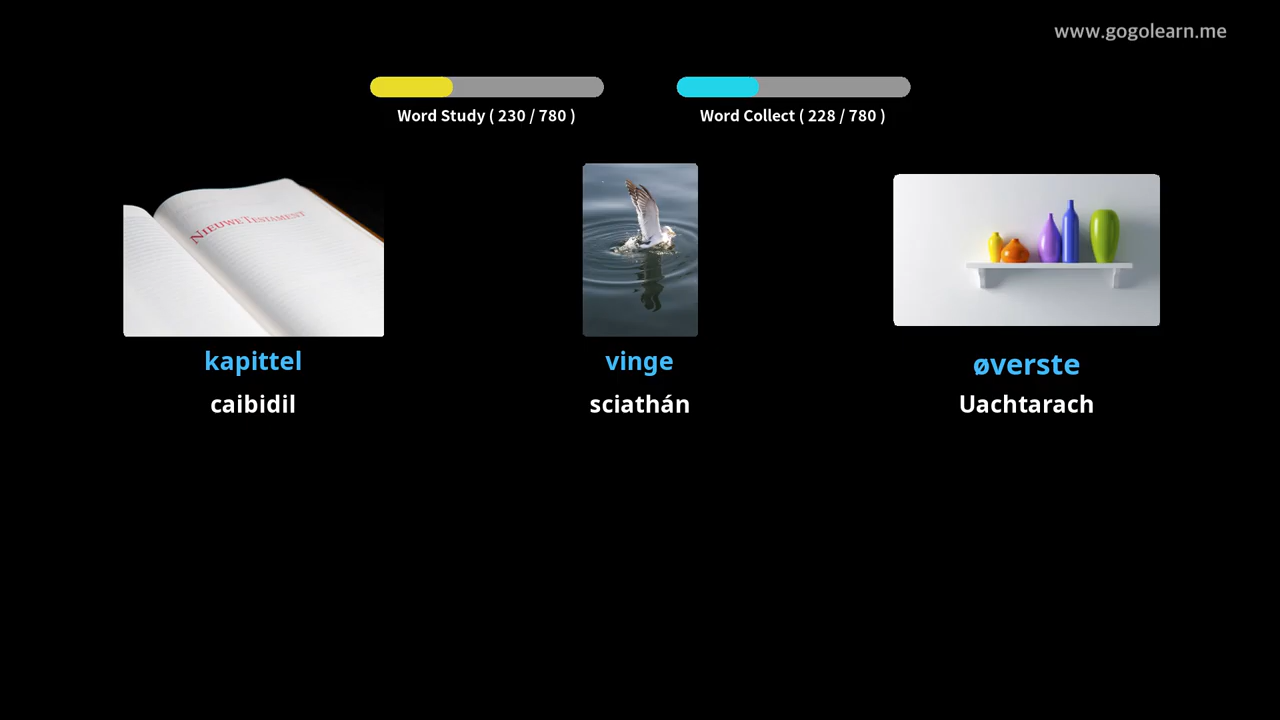 www.gogolearn.me
Word Study ( 230 / 780 )
Word Collect ( 228 / 780 )
NIEUWE TESTAMENT
kapittel
vinge
øverste
caibidil
sciathán
Uachtarach